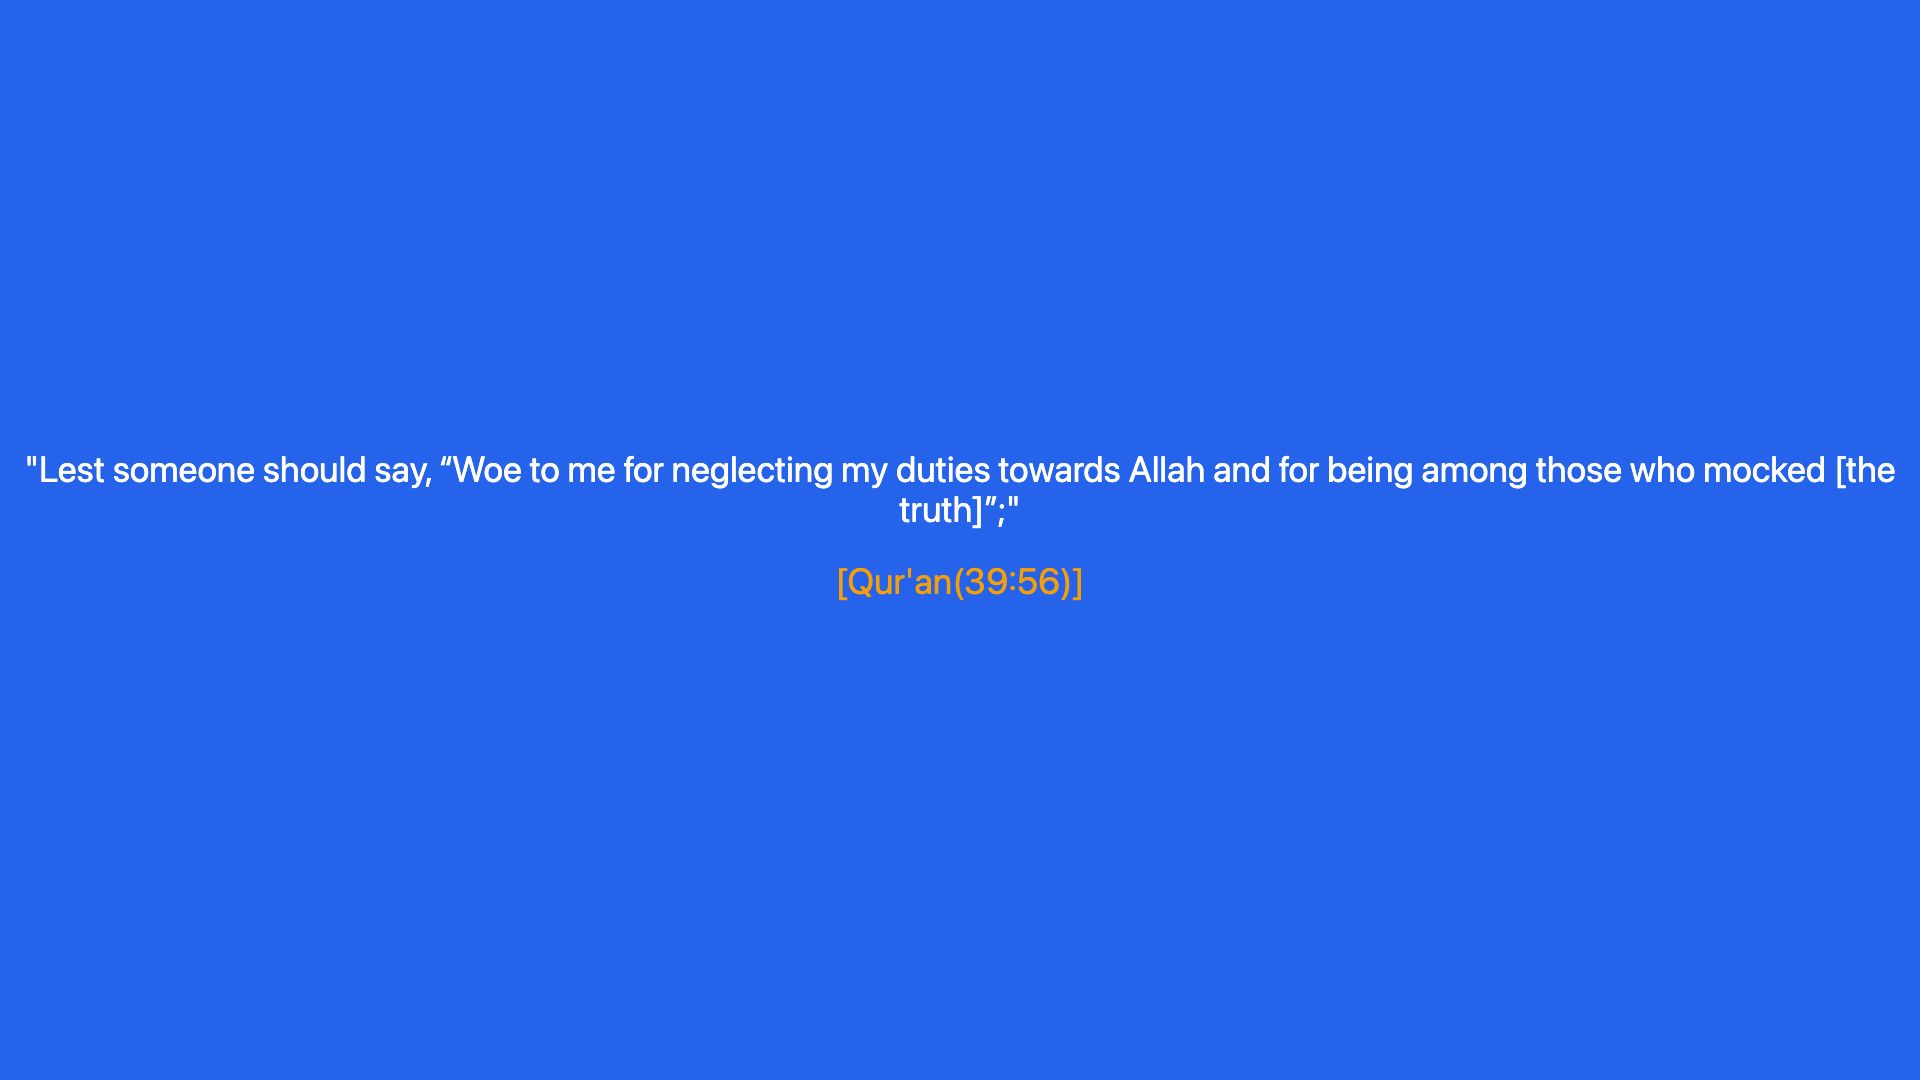 "Lest someone should say, “Woe to me for neglecting my duties towards Allah and for being among those who mocked [the
truth]”;"
[Qur'an(39:56)]